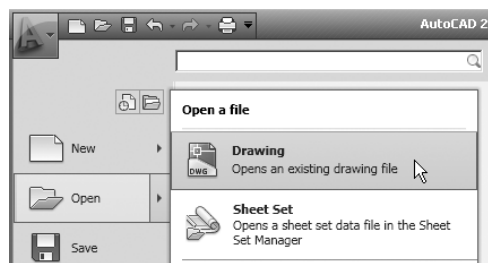 AutoCAD 2
Open a file
New
Drawing
DWG
Opens an existing drawing file
Open
Sheet Set
Opens a sheet set data file in the Sheet
Set Manager
Save